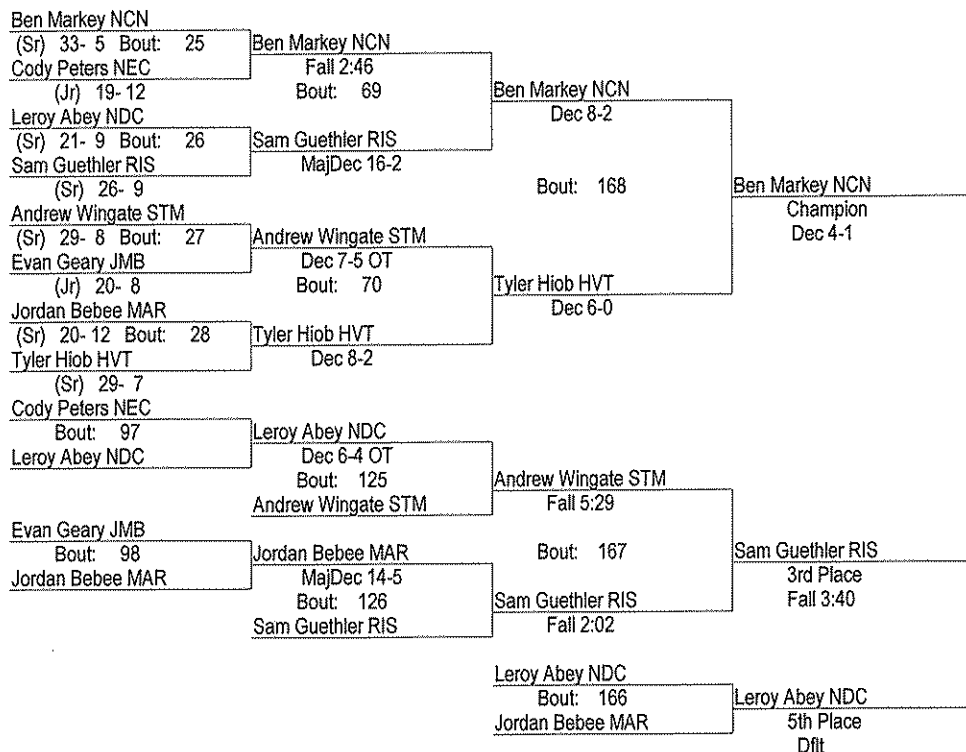 Ben Markey NCN
(Sr) 33- 5 Bout: 25
Cody Peters NEC
(Jr) 19- 12
Leroy Abey NDC
(Sr) 21- 9 Bout: 26
Sam Guethler RIS
(Sr) 26- 9
Andrew Wingate STM
(Sr) 29- 8 Bout: 27
Evan Geary JMB
(Jr) 20- 8
Jordan Bebee MAR
(Sr) 20- 12 Bout: 28
Tyler Hiob HVT
(Sr) 29- 7
Ben Markey NCN
Fall 2:46
Bout: 69
Sam Guethler RIS
MajDec 16-2
Andrew Wingate STM
Dec 7-5 OT
Bout: 70
Tyler Hiob HVT
Dec 8-2
Ben Markey NCN
Dec 8-2
Bout: 168
Tyler Hiob HVT
Dec 6-0
Ben Markey NCN
Champion
Dec 4-1
Cody Peters NEC
Bout: 97
Leroy Abey NDC
Evan Geary JMB
Bout: 98
Jordan Bebee MAR
Leroy Abey NDC
Dec 6-4 OT
Bout: 125
Andrew Wingate STM
Jordan Bebee MAR
MajDec 14-5
Bout: 126
Sam Guethler RIS
Andrew Wingate STM
Fall 5:29
Bout: 167
Sam Guethler RIS
Fall 2:02
Sam Guethler RIS
3rd Place
Fall 3:40
Leroy Abey NDC
Bout: 166
Jordan Bebee MAR
Leroy Abey NDC
5th Place
Dflt